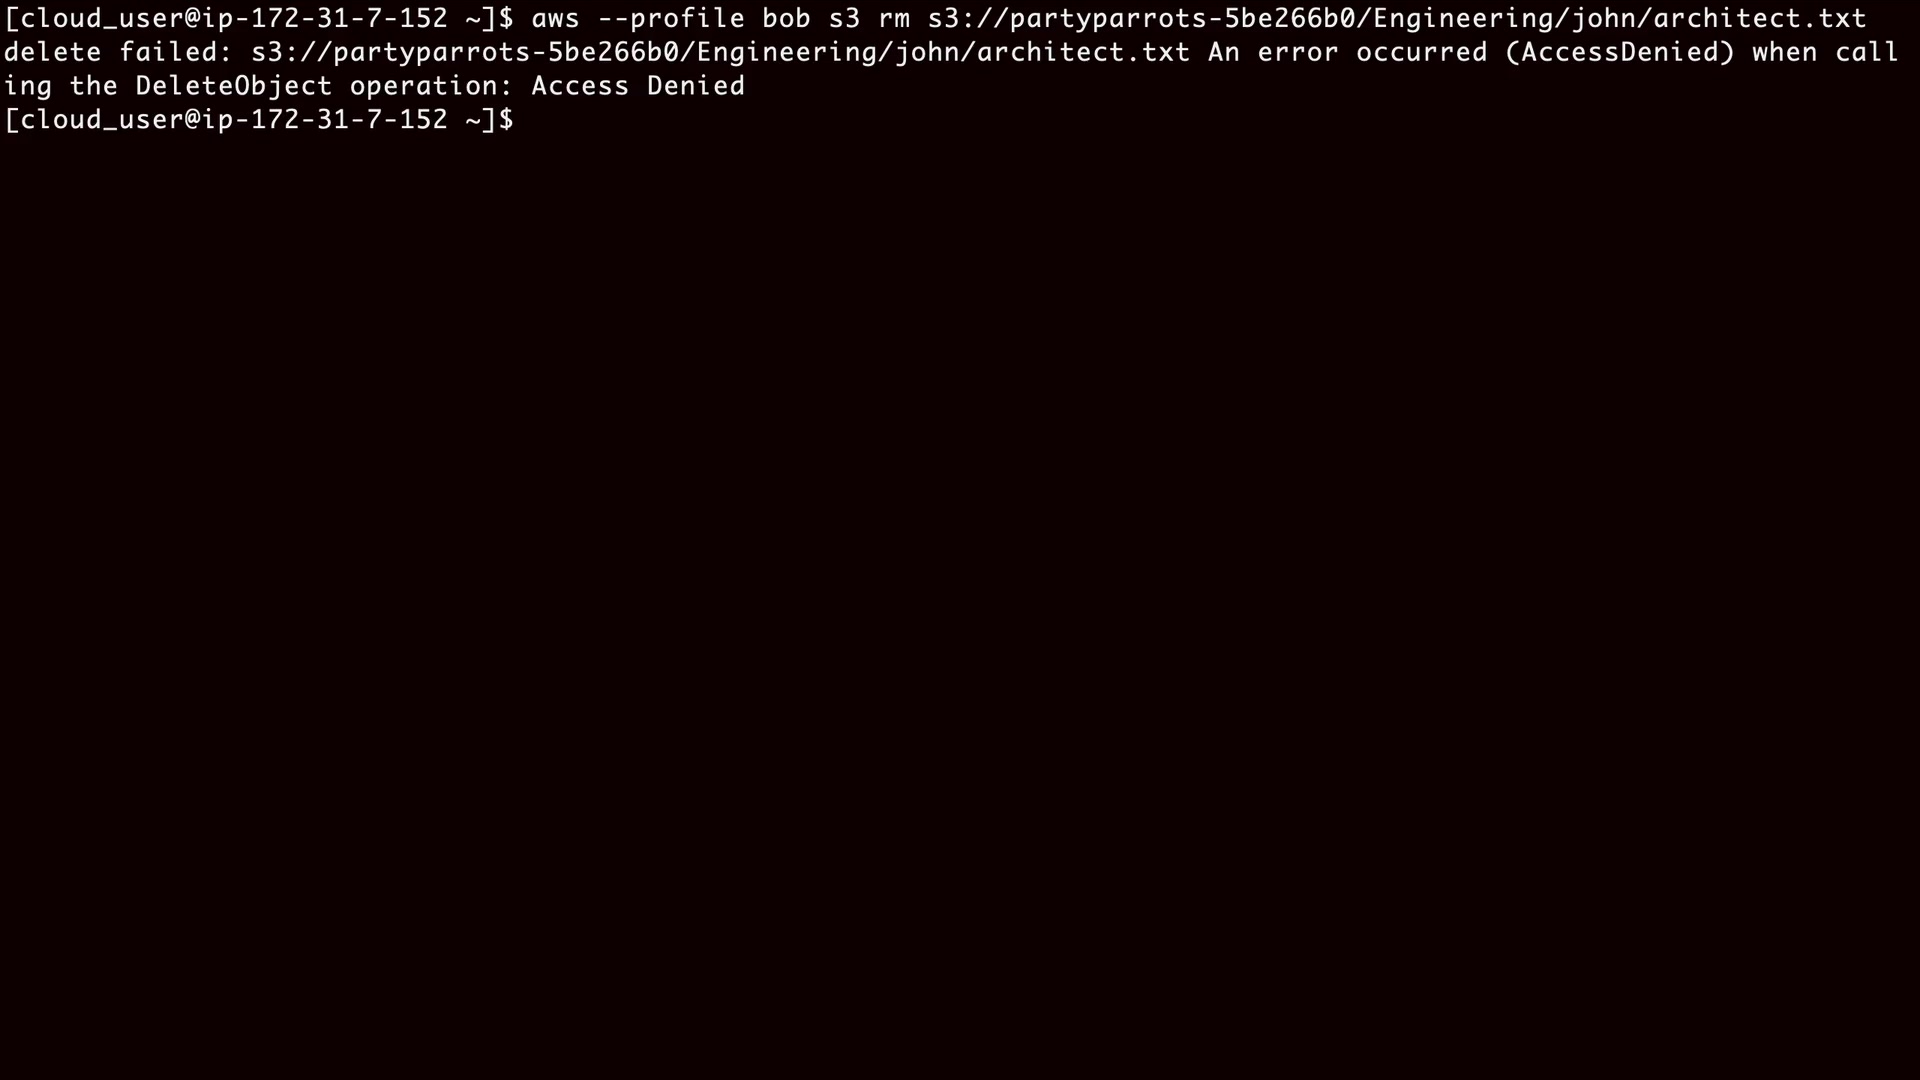 [cloud_user@ip-172-31-7-152 ~]$ aws --profile bob s3 rm s3://partyparrots-5be266b0/Engineering/john/architect.txt
delete failed: s3://partyparrots-5be266b0/Engineering/john/architect.txt An error occurred (AccessDenied) when call
ing the DeleteObject operation: Access Denied
[cloud_user@ip-172-31-7-152 ~]$